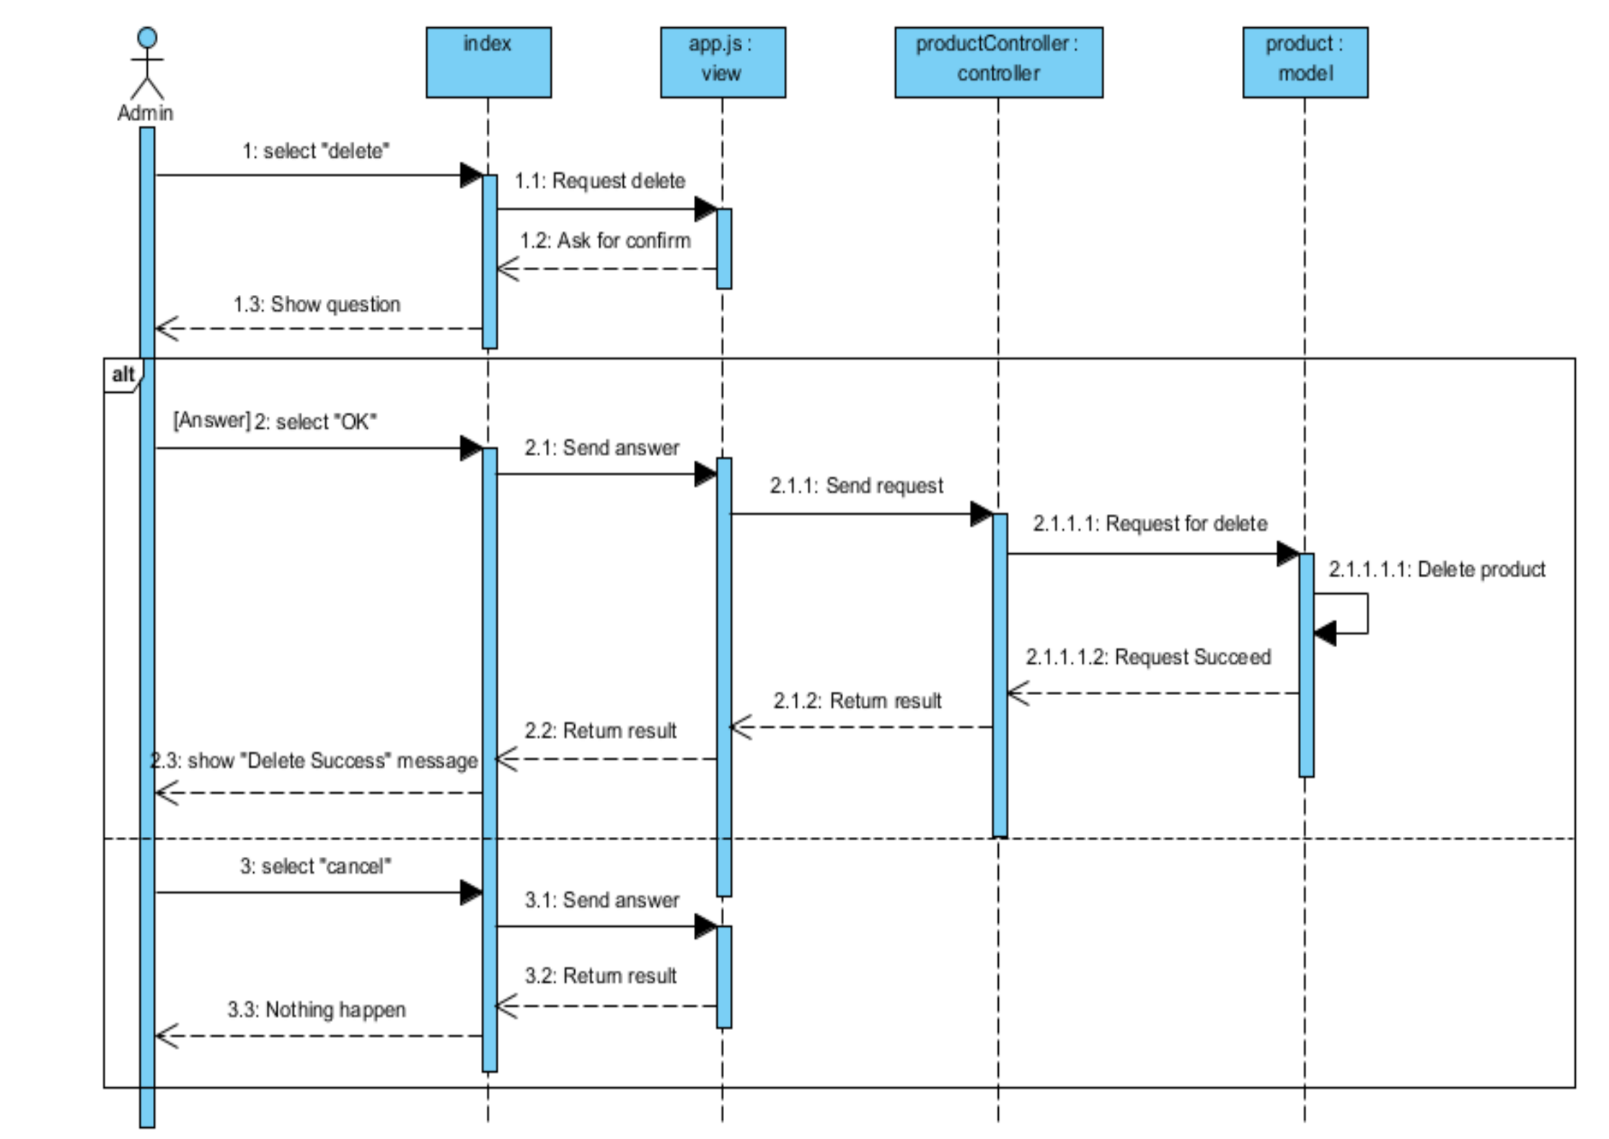 Admin
index
app.js :
view
productController :
controller
product :
model
1: select "delete"
1.1: Request delete
1.2: Ask for confirm
1.3: Show question
alt
[Answer] 2: select "OK"
2.1: Send answer
2.1.1: Send request
2.1.1.1: Request for delete
2.1.1.1.1: Delete product
2.1.1.1.2: Request Succeed
2.1.2: Return result
2.2: Return result
2.3: show "Delete Success" message
3: select "cancel"
3.1: Send answer
3.2: Return result
3.3: Nothing happen